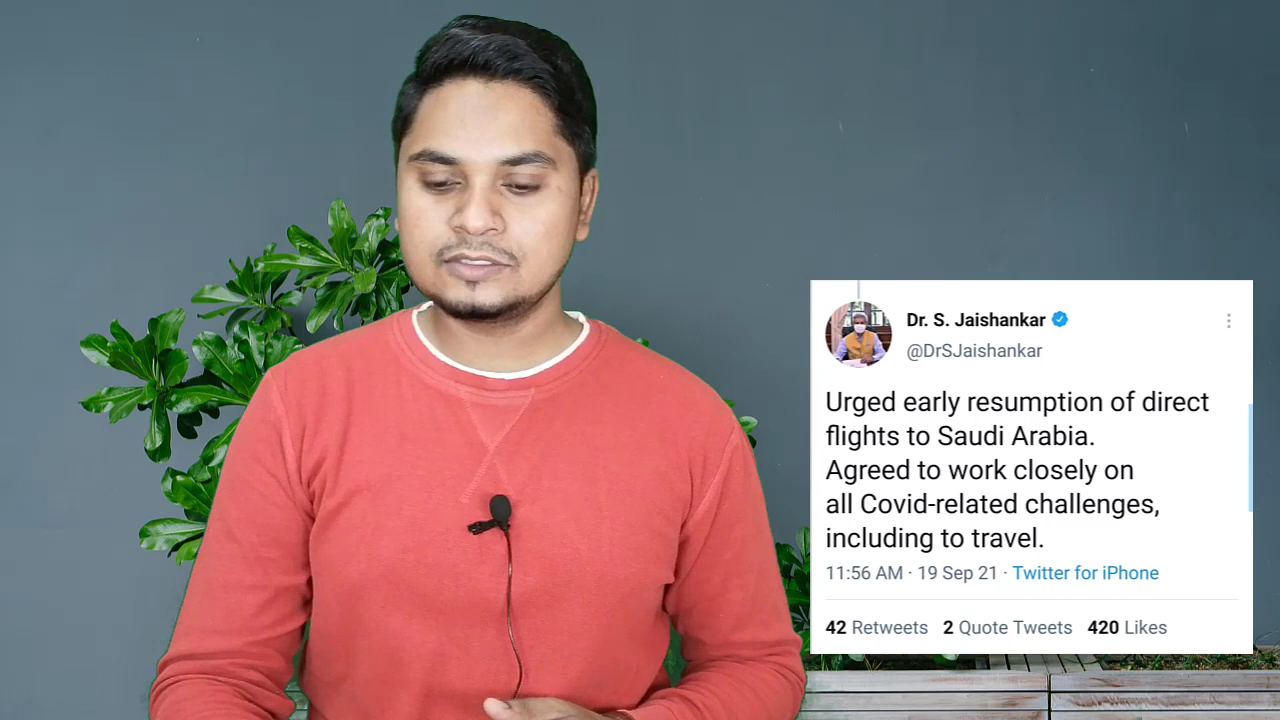 Dr. S. Jaishankar
@DrSJaishankar
Urged early resumption of direct
flights to Saudi Arabia.
Agreed to work closely on
all Covid-related challenges,
including to travel.
11:56 AM · 19 Sep 21 · Twitter for iPhone
42 Retweets 2 Quote Tweets 420 Likes